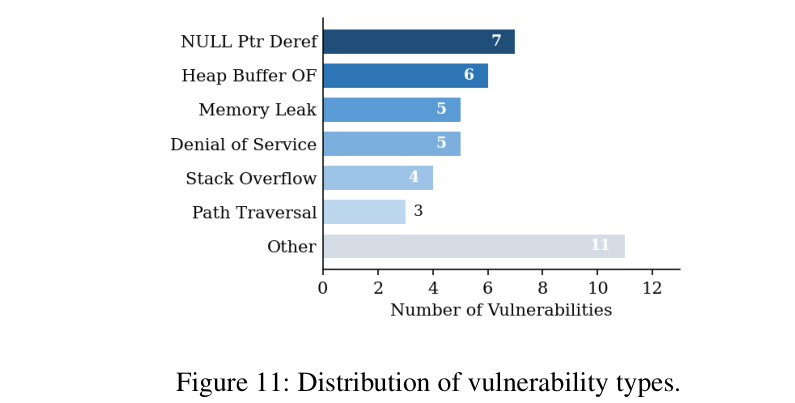 NULL Ptr Deref 7
Heap Buffer OF 6
Memory Leak 5
Denial of Service 5
Stack Overflow 4
Path Traversal 3
Other 11
0 2 4 6 8 10 12
Number of Vulnerabilities
Figure 11: Distribution of vulnerability types.